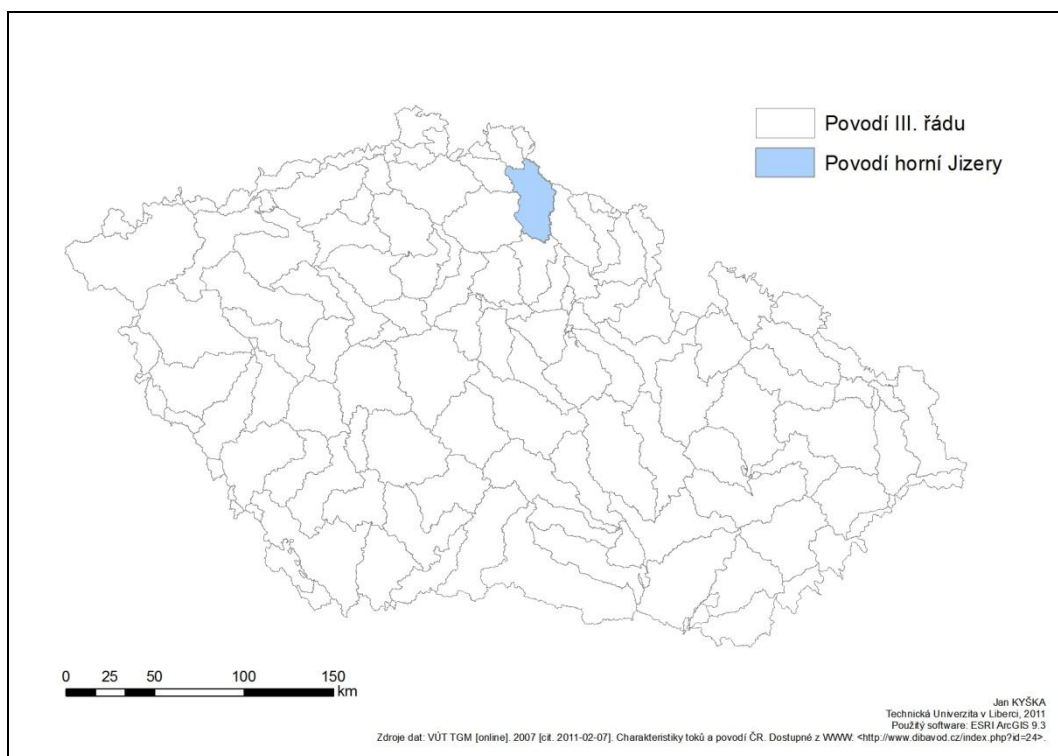 Povodí III. řádu
Povodí horní Jizery
0 25 50 100 150
km
Jan KYŠKA
Technická Univerzita v Liberci, 2011
Použitý software: ESRI ArcGIS 9.3
Zdroje dat: VÚT TGM [online]. 2007 [cit. 2011-02-07]. Charakteristiky toků a povodí ČR. Dostupné z WWW: <http://www.dibavod.cz/index.php?id=24>.